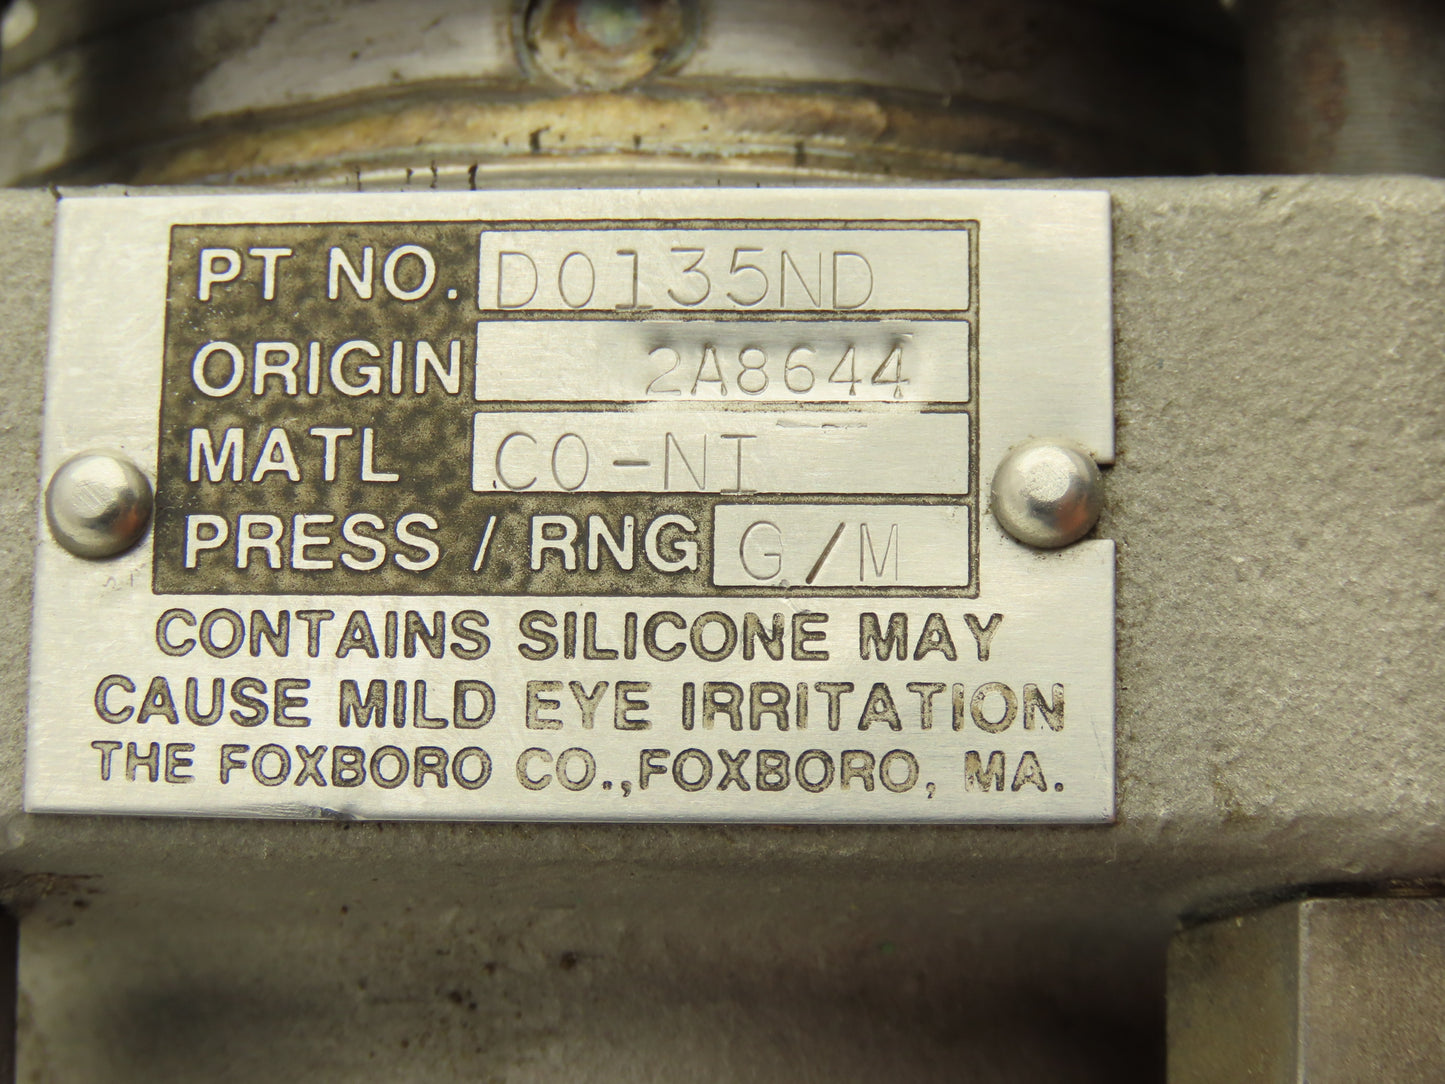 PT NO. D0135ND
ORIGIN 2A8644
MATL CO-NI
PRESS / RNG G/M
CONTAINS SILICONE MAY
CAUSE MILD EYE IRRITATION
THE FOXBORO CO., FOXBORO, MA.